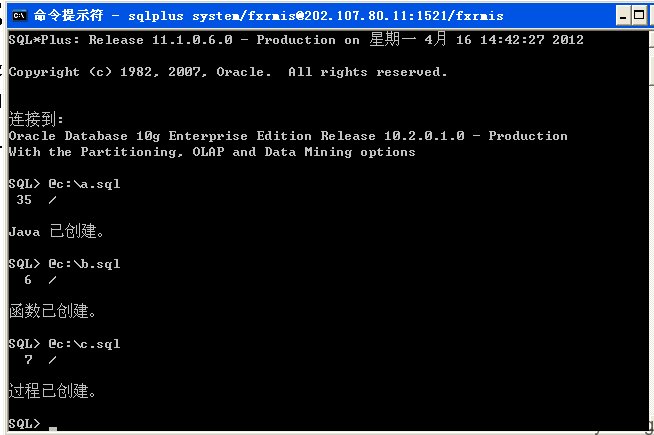 命令提示符 - sqlplus system/fxrmis@202.107.80.11:1521/fxrmis
SQL*Plus: Release 11.1.0.6.0 - Production on 星期一 4月 16 14:42:27 2012
Copyright (c) 1982, 2007, Oracle.  All rights reserved.
连接到:
Oracle Database 10g Enterprise Edition Release 10.2.0.1.0 - Production
With the Partitioning, OLAP and Data Mining options
SQL> @c:\a.sql
 35  /
Java 已创建。
SQL> @c:\b.sql
  6  /
函数已创建。
SQL> @c:\c.sql
  7  /
过程已创建。
SQL>